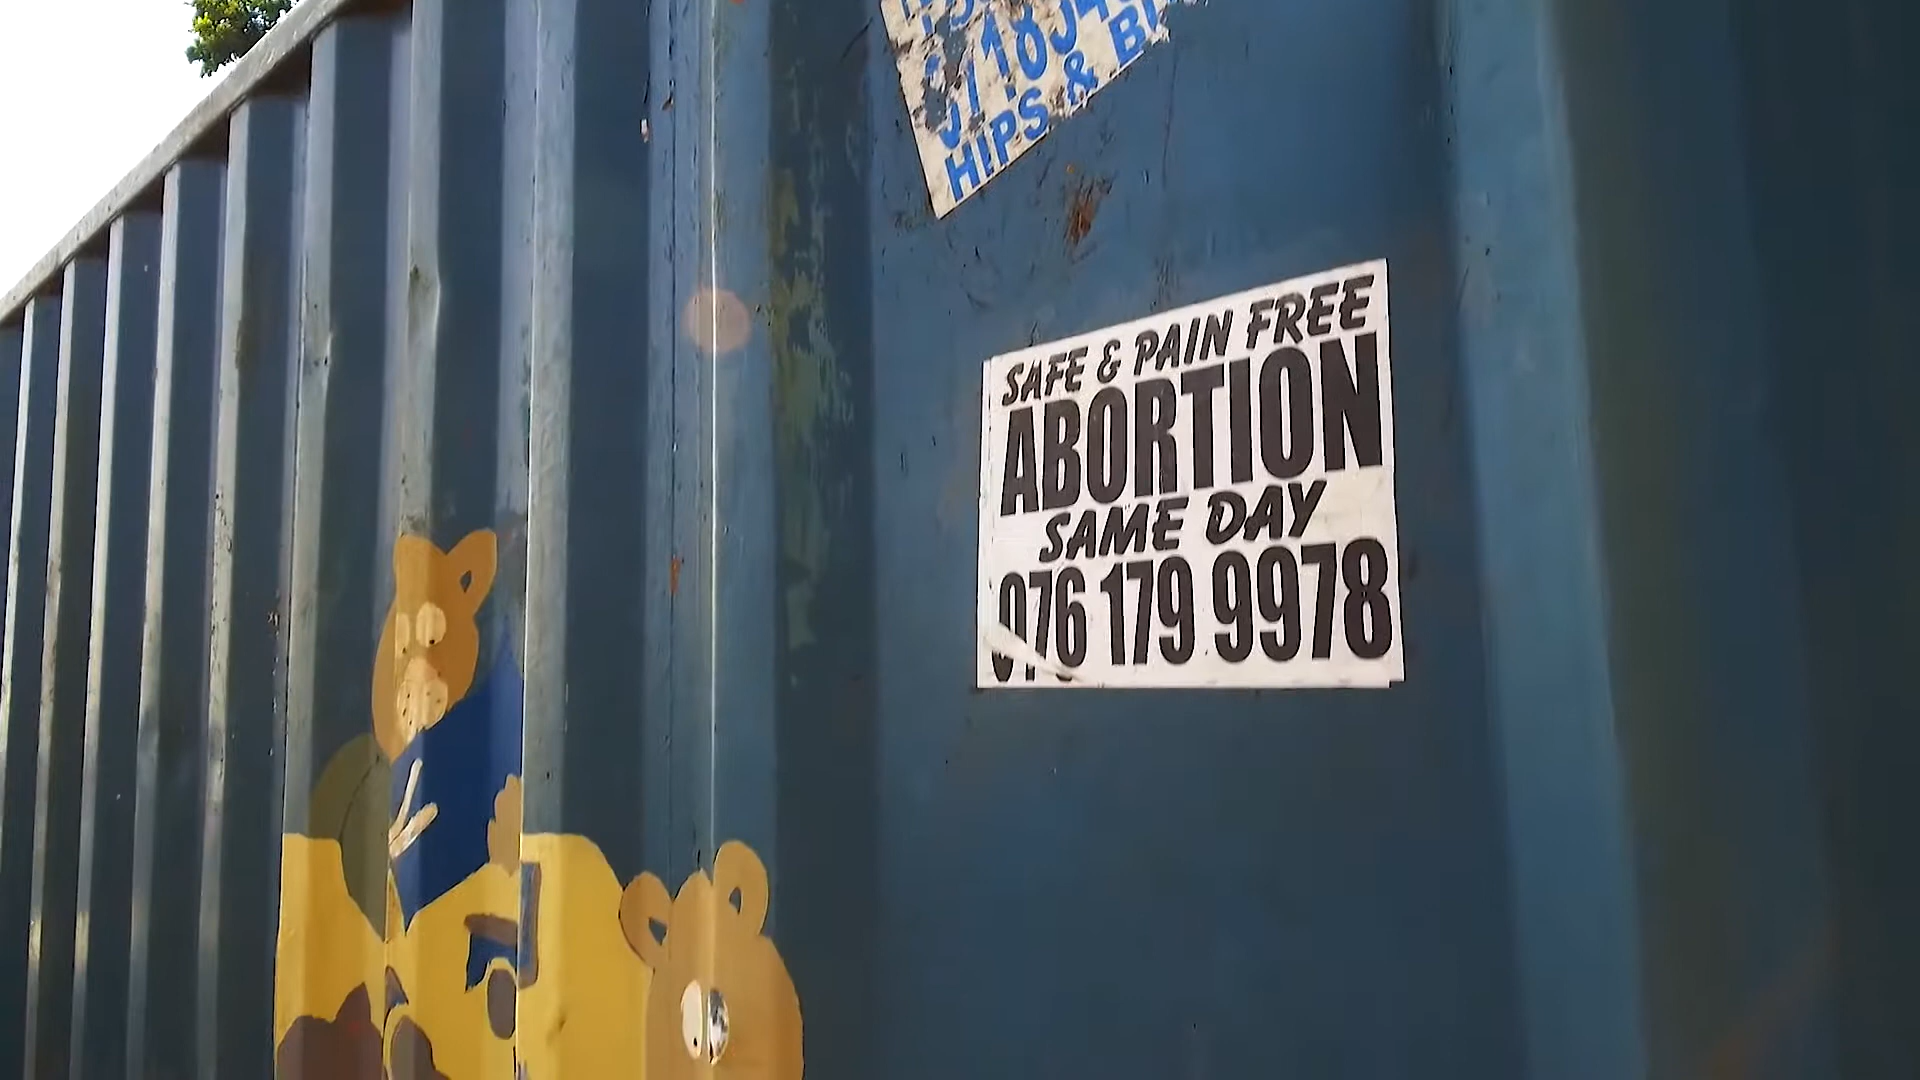 HIPS &
SAFE & PAIN FREE
ABORTION
SAME DAY
076 179 9978